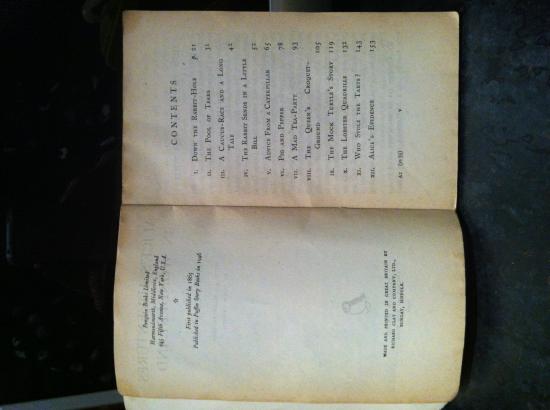 Penguin Books Limited
Harmondsworth, Middlesex, England
245 Fifth Avenue, New York, U.S.A.
First published in 1865
Published in Puffin Story Books in 1946
MADE AND PRINTED IN GREAT BRITAIN BY
RICHARD CLAY AND COMPANY, LTD.,
BUNGAY, SUFFOLK.
CONTENTS
I. DOWN THE RABBIT-HOLE p. 21
II. THE POOL OF TEARS 32
III. A CAUCUS-RACE AND A LONG
TALE 42
IV. THE RABBIT SENDS IN A LITTLE
BILL 52
V. ADVICE FROM A CATERPILLAR 65
VI. PIG AND PEPPER 78
VII. A MAD TEA-PARTY 93
VIII. THE QUEEN'S CROQUET-
GROUND 105
IX. THE MOCK TURTLE'S STORY 119
X. THE LOBSTER QUADRILLE 132
XI. WHO STOLE THE TARTS? 143
XII. ALICE'S EVIDENCE 153
V